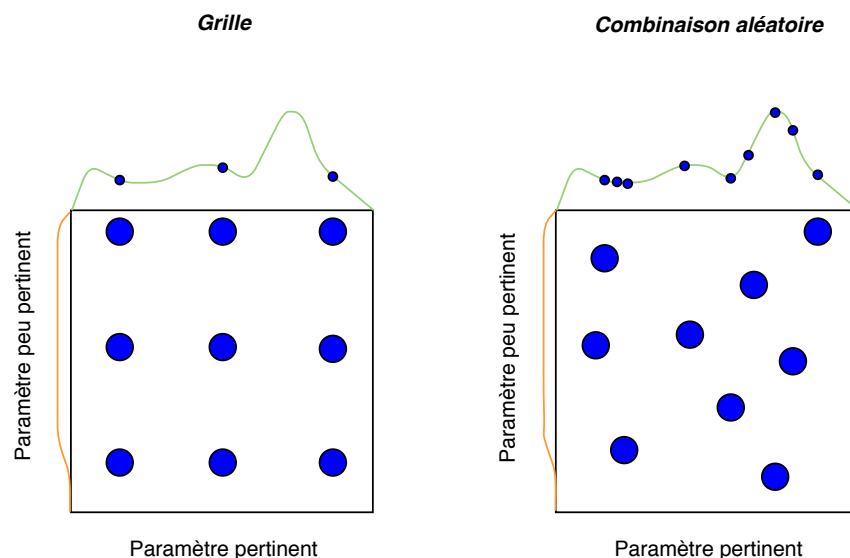 Grille
Combinaison aléatoire
Paramètre peu pertinent
Paramètre pertinent
Paramètre peu pertinent
Paramètre pertinent